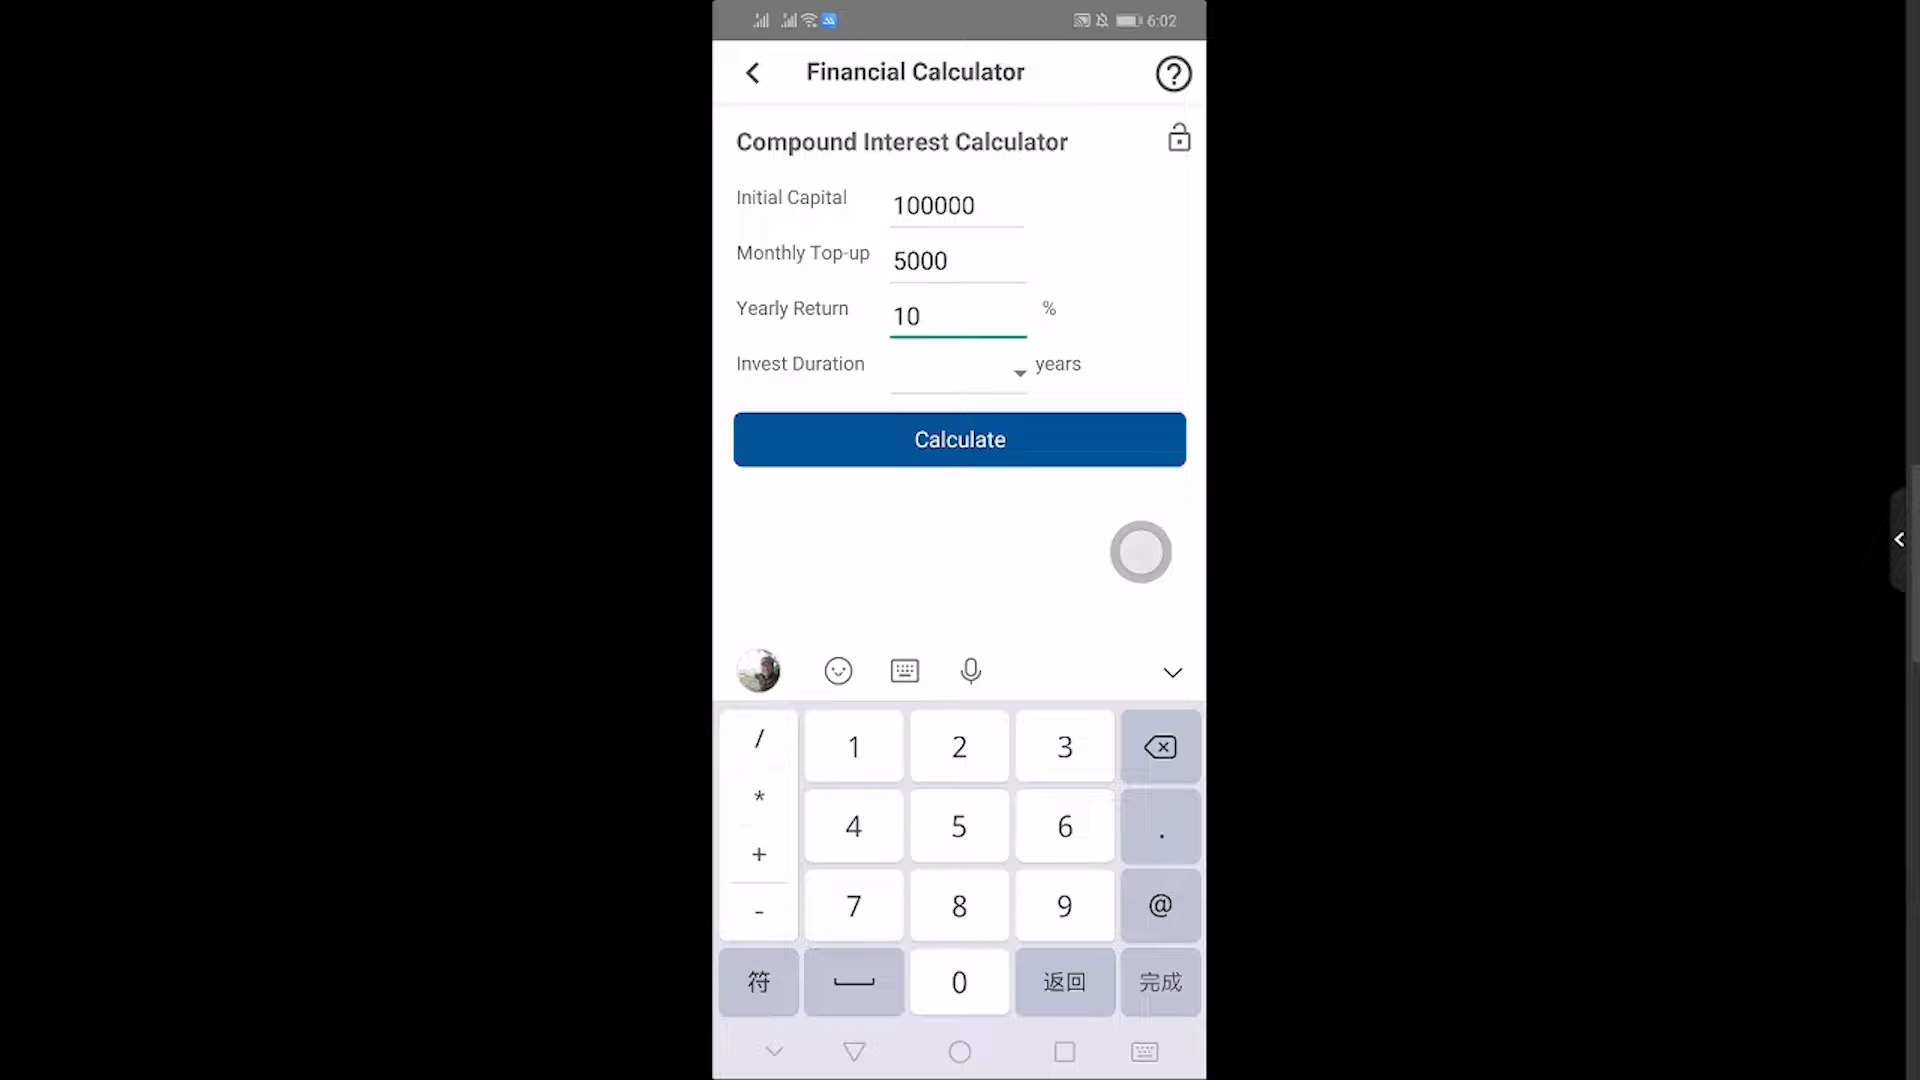 6:02
Financial Calculator
Compound Interest Calculator
Initial Capital 100000
Monthly Top-up 5000
Yearly Return 10 %
Invest Duration years
Calculate
/ 1 2 3
* 4 5 6 .
+
- 7 8 9 @
符 0 返回 完成